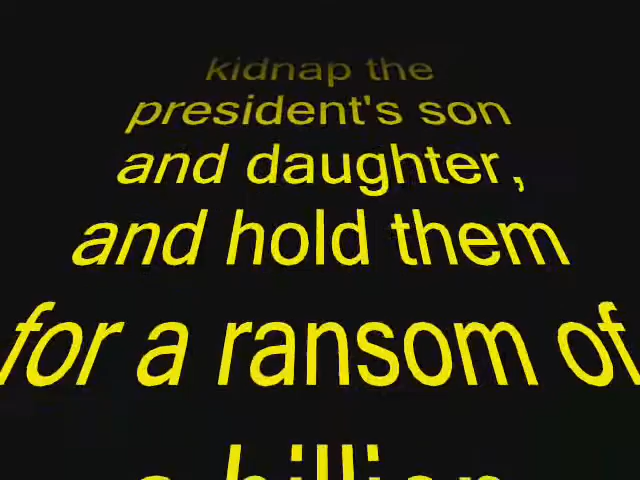 kidnap the
president's son
and daughter,
and hold them
for a ransom of
a billion